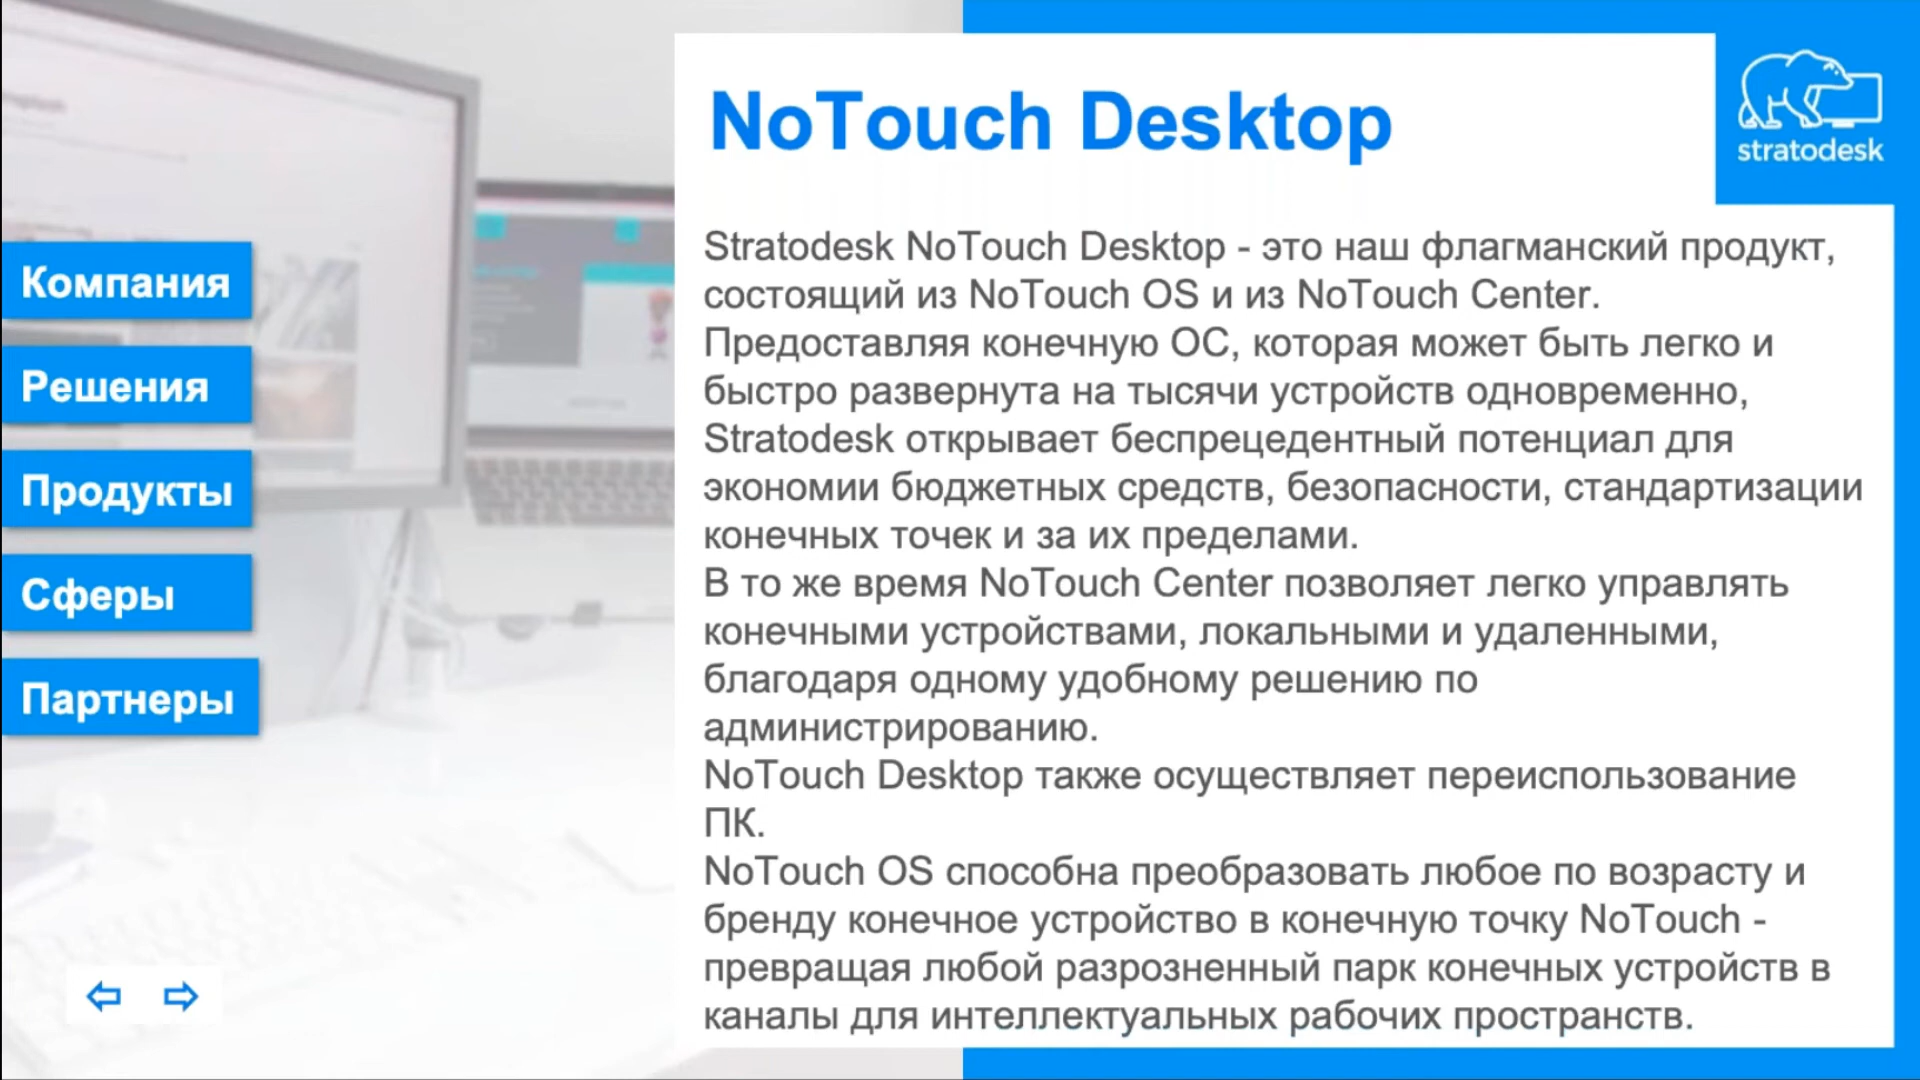 NoTouch Desktop
stratodesk
Компания
Решения
Продукты
Сферы
Партнеры
Stratodesk NoTouch Desktop - это наш флагманский продукт,
состоящий из NoTouch OS и из NoTouch Center.
Предоставляя конечную ОС, которая может быть легко и
быстро развернута на тысячи устройств одновременно,
Stratodesk открывает беспрецедентный потенциал для
экономии бюджетных средств, безопасности, стандартизации
конечных точек и за их пределами.
В то же время NoTouch Center позволяет легко управлять
конечными устройствами, локальными и удаленными,
благодаря одному удобному решению по
администрированию.
NoTouch Desktop также осуществляет переиспользование
ПК.
NoTouch OS способна преобразовать любое по возрасту и
бренду конечное устройство в конечную точку NoTouch -
превращая любой разрозненный парк конечных устройств в
каналы для интеллектуальных рабочих пространств.